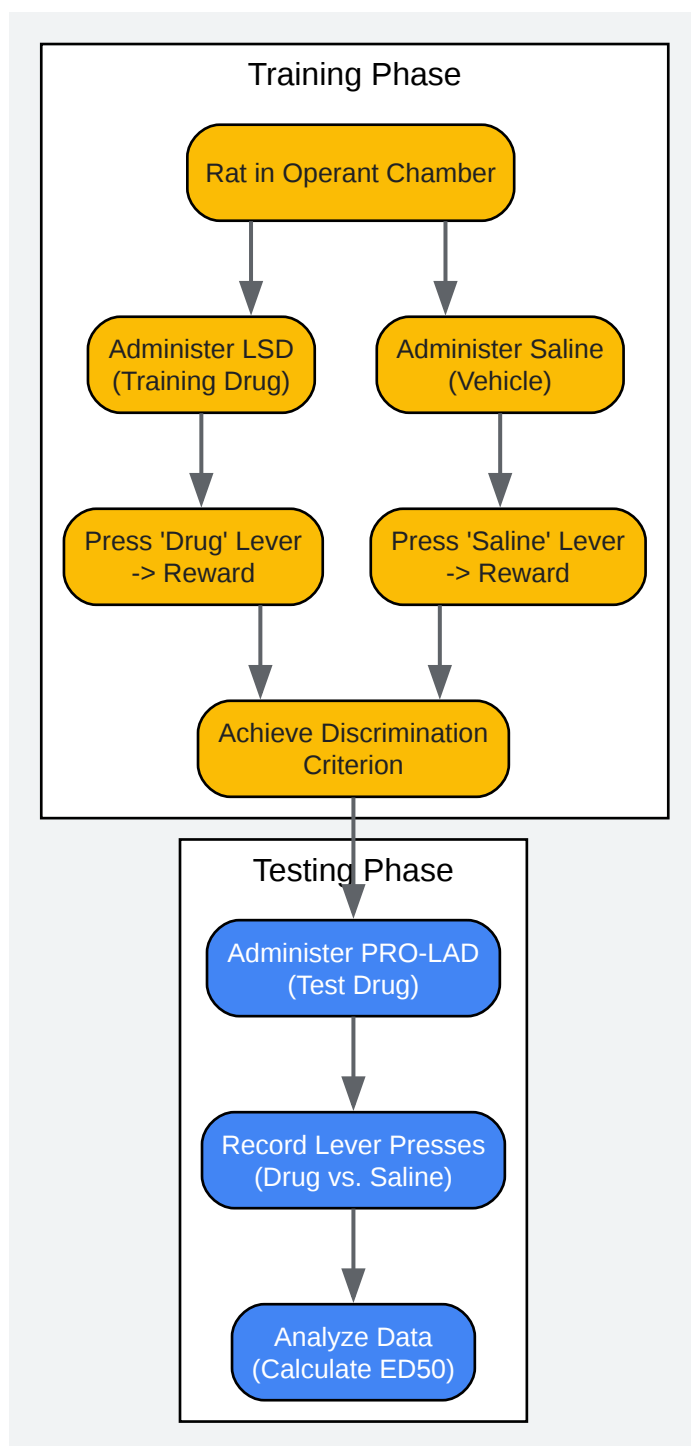 Training Phase
Rat in Operant Chamber
Administer LSD
(Training Drug)
Administer Saline
(Vehicle)
Press 'Drug' Lever
-> Reward
Press 'Saline' Lever
-> Reward
Achieve Discrimination
Criterion
Testing Phase
Administer PRO-LAD
(Test Drug)
Record Lever Presses
(Drug vs. Saline)
Analyze Data
(Calculate ED50)